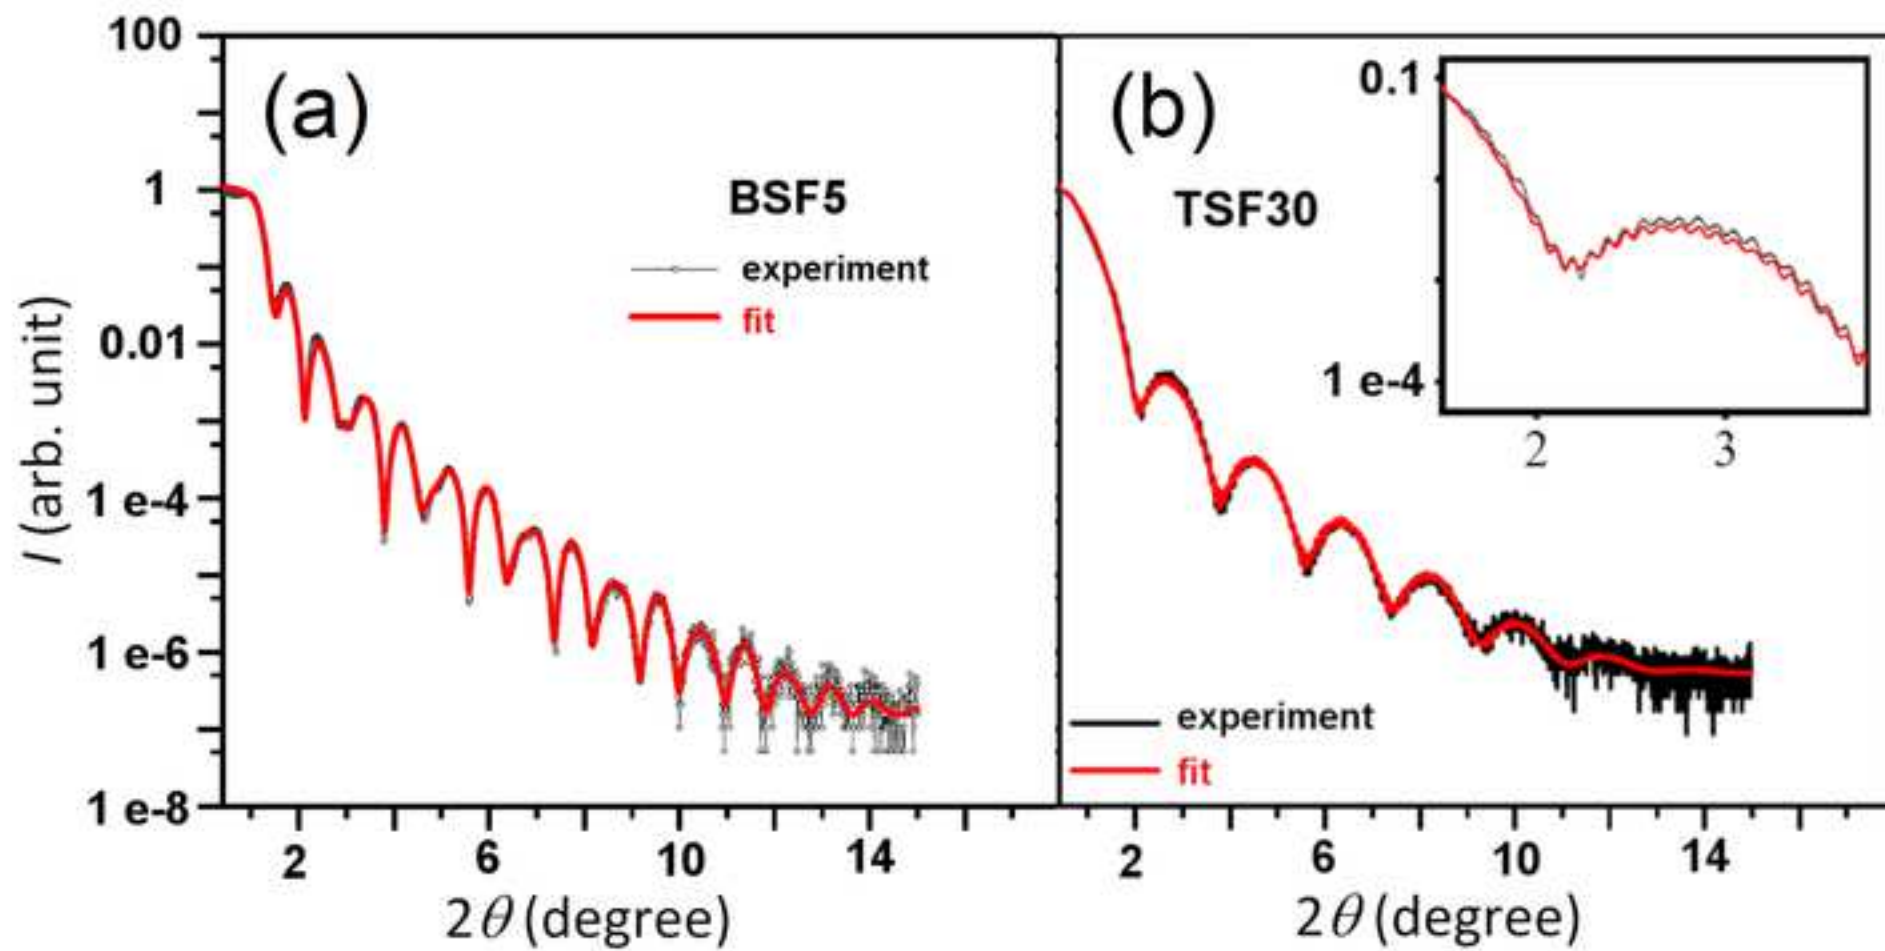 100
1
0.01
1 e-4
1 e-6
1 e-8
I (arb. unit)
(a)
BSF5
experiment
fit
2 6 10 14
2θ (degree)
(b)
TSF30
0.1
1 e-4
2 3
experiment
fit
2 6 10 14
2θ (degree)